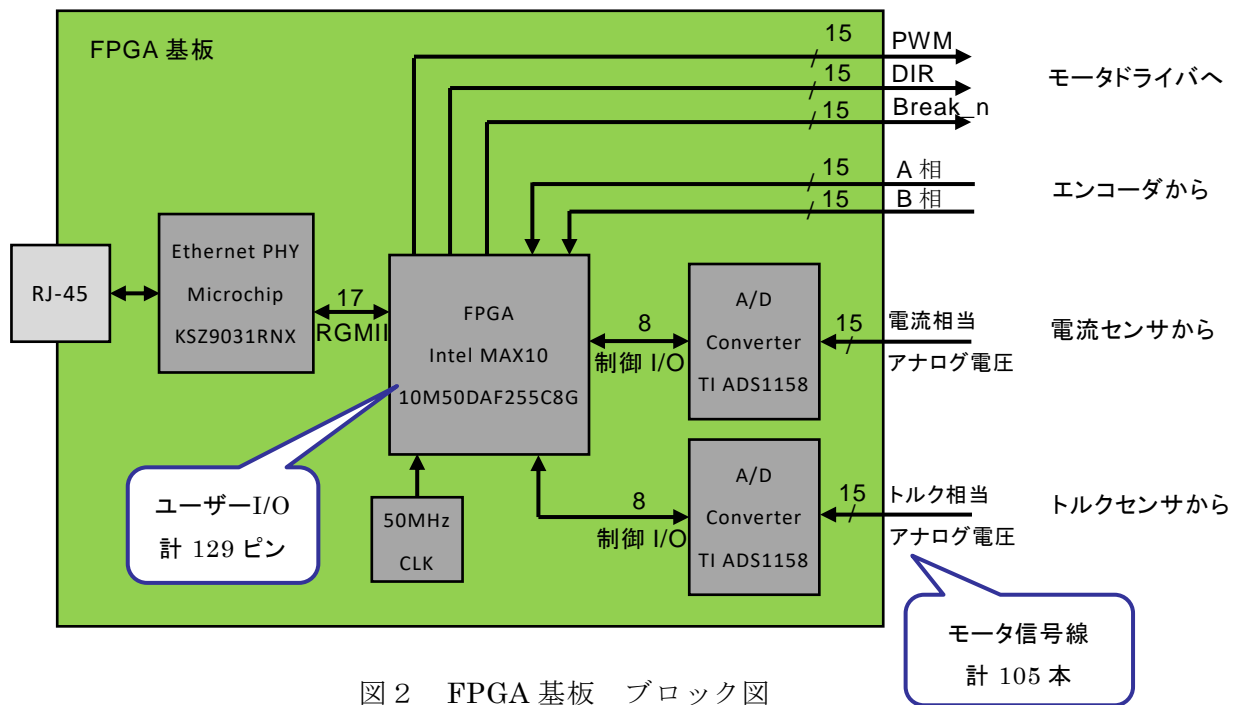 FPGA 基板
15
PWM
15
DIR
15
Break_n
モータドライバへ
15
A 相
15
B 相
エンコーダから
RJ-45
Ethernet PHY
Microchip
KSZ9031RNX
17
RGMII
FPGA
Intel MAX10
10M50DAF255C8G
8
制御 I/O
A/D
Converter
TI ADS1158
15
電流相当
アナログ電圧
電流センサから
ユーザーI/O
計 129 ピン
50MHz
CLK
8
制御 I/O
A/D
Converter
TI ADS1158
15
トルク相当
アナログ電圧
トルクセンサから
モータ信号線
計 105 本
図２ FPGA 基板 ブロック図